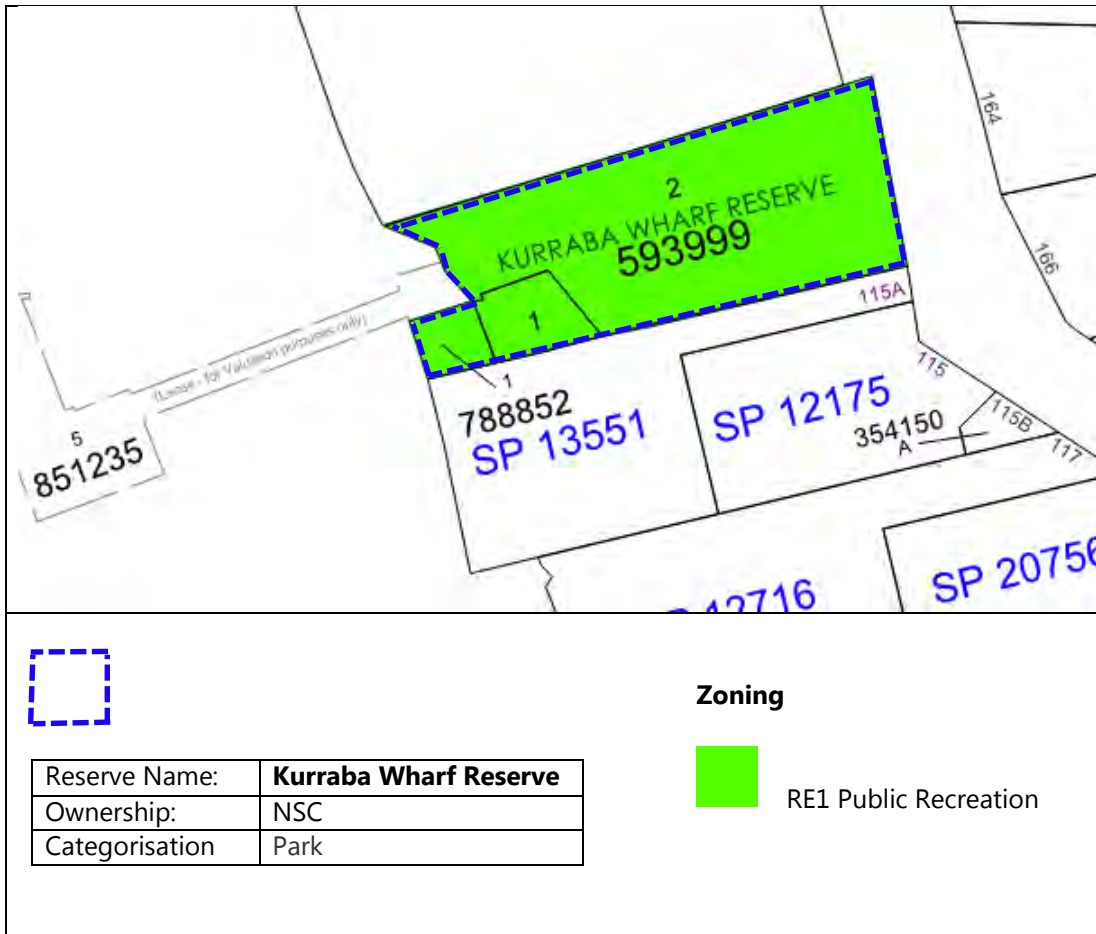 164
2
KURRABA WHARF RESERVE
593999
166
115A
1
(Lease - for Valuation purposes only)
1
788852
SP 13551
SP 12175
115
115B
354150
A
117
5
851235
12716
SP 20756
Zoning
Reserve Name: Kurraba Wharf Reserve
Ownership: NSC
Categorisation Park
RE1 Public Recreation